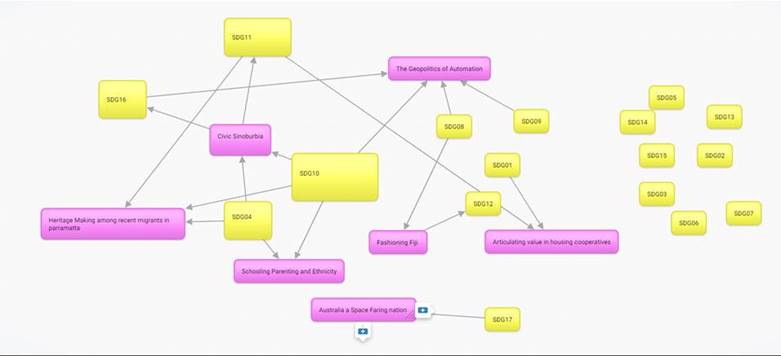 SDG11
The Geopolitics of Automation
SDG16
SDG05
SDG14
SDG13
SDG08
SDG09
Civic Sinoburbia
SDG15
SDG02
SDG10
SDG01
SDG03
SDG12
SDG04
SDG06
SDG07
Heritage Making among recent migrants in
parramatta
Fashioning Fiji
Articulating value in housing cooperatives
Schooling Parenting and Ethnicity
Australia a Space Faring nation
SDG17